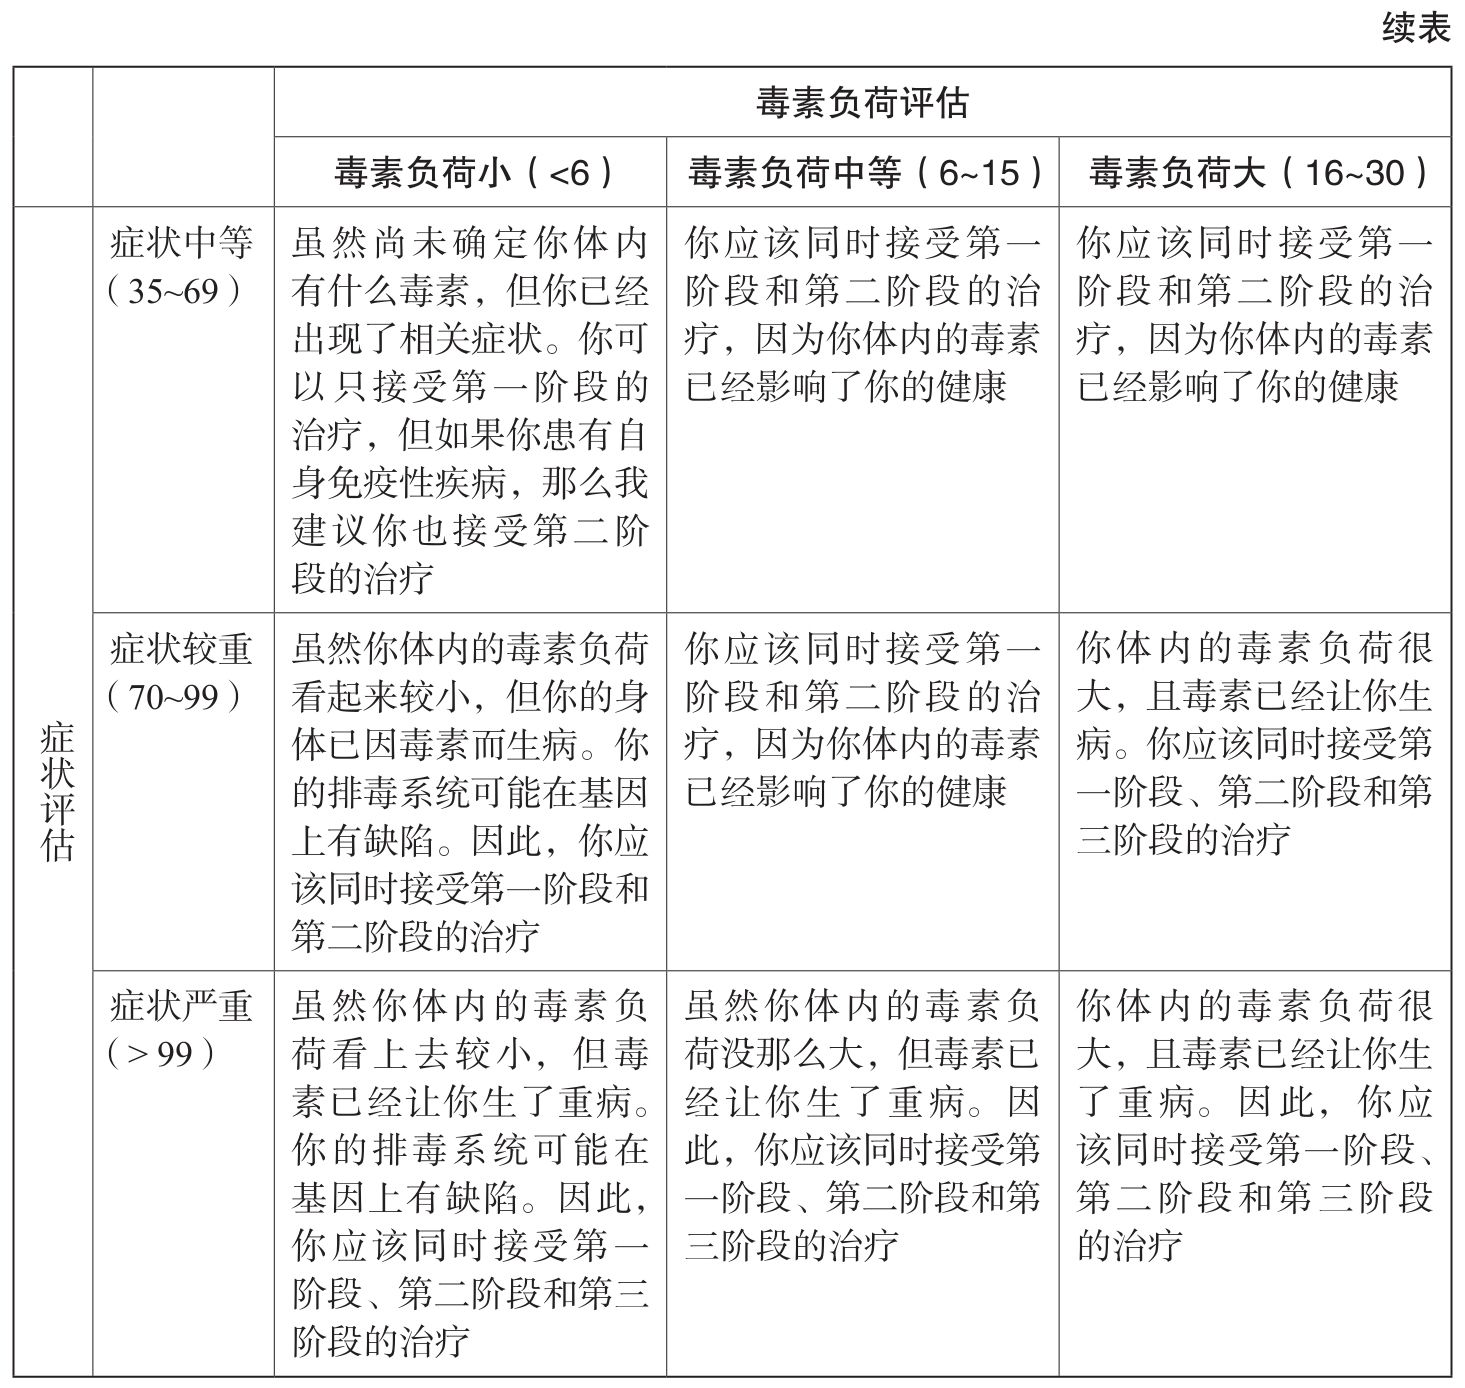 续表
毒素负荷评估
毒素负荷小（<6）
毒素负荷中等（6~15）
毒素负荷大（16~30）
症状评估
症状中等
（35~69）
虽然尚未确定你体内
有什么毒素，但你已经
出现了相关症状。你可
以只接受第一阶段的
治疗，但如果你患有自
身免疫性疾病，那么我
建议你也接受第二阶
段的治疗
你应该同时接受第一
阶段和第二阶段的治
疗，因为你体内的毒素
已经影响了你的健康
你应该同时接受第一
阶段和第二阶段的治
疗，因为你体内的毒素
已经影响了你的健康
症状较重
（70~99）
虽然你体内的毒素负荷
看起来较小，但你的身
体已因毒素而生病。你
的排毒系统可能在基因
上有缺陷。因此，你应
该同时接受第一阶段和
第二阶段的治疗
你应该同时接受第一
阶段和第二阶段的治
疗，因为你体内的毒素
已经影响了你的健康
你体内的毒素负荷很
大，且毒素已经让你生
病。你应该同时接受第
一阶段、第二阶段和第
三阶段的治疗
症状严重
（> 99）
虽然你体内的毒素负
荷看上去较小，但毒
素已经让你生了重病。
你的排毒系统可能在
基因上有缺陷。因此，
你应该同时接受第一
阶段、第二阶段和第三
阶段的治疗
虽然你体内的毒素负
荷没那么大，但毒素已
经让你生了重病。因
此，你应该同时接受第
一阶段、第二阶段和第
三阶段的治疗
你体内的毒素负荷很
大，且毒素已经让你生
了重病。因此，你应
该同时接受第一阶段、
第二阶段和第三阶段
的治疗